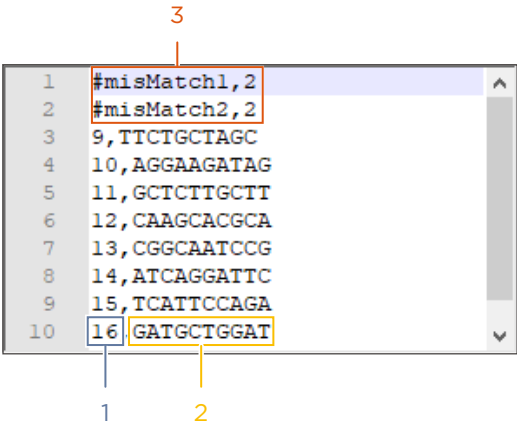 3
1 #misMatch1,2
2 #misMatch2,2
3 9,TTCTGCTAGC
4 10,AGGAAGATAG
5 11,GCTCTTGCTT
6 12,CAAGCACGCA
7 13,CGGCAATCCG
8 14,ATCAGGATTC
9 15,TCATTCCAGA
10 16,GATGCTGGAT
1 2